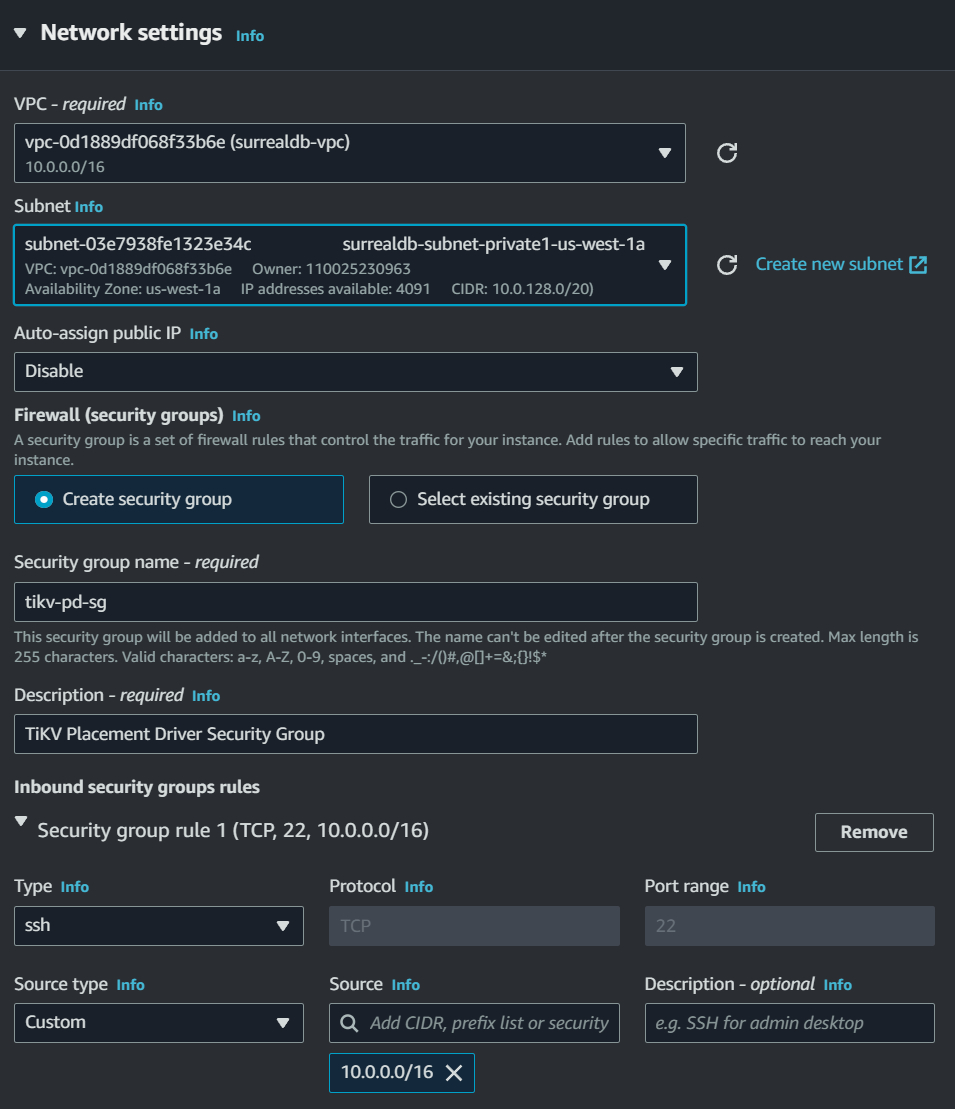 Network settings Info
VPC - required Info
vpc-0d1889df068f33b6e (surrealdb-vpc)
10.0.0.0/16
Subnet Info
subnet-03e7938fe1323e34c surrealdb-subnet-private1-us-west-1a
VPC: vpc-0d1889df068f33b6e Owner: 110025230963
Availability Zone: us-west-1a IP addresses available: 4091 CIDR: 10.0.128.0/20)
Create new subnet
Auto-assign public IP Info
Disable
Firewall (security groups) Info
A security group is a set of firewall rules that control the traffic for your instance. Add rules to allow specific traffic to reach your
instance.
Create security group Select existing security group
Security group name - required
tikv-pd-sg
This security group will be added to all network interfaces. The name can't be edited after the security group is created. Max length is
255 characters. Valid characters: a-z, A-Z, 0-9, spaces, and ._-:/()#,@[]+=&;{}!$*
Description - required Info
TiKV Placement Driver Security Group
Inbound security groups rules
Security group rule 1 (TCP, 22, 10.0.0.0/16) Remove
Type Info Protocol Info Port range Info
ssh TCP 22
Source type Info Source Info Description - optional Info
Custom Add CIDR, prefix list or security e.g. SSH for admin desktop
10.0.0.0/16